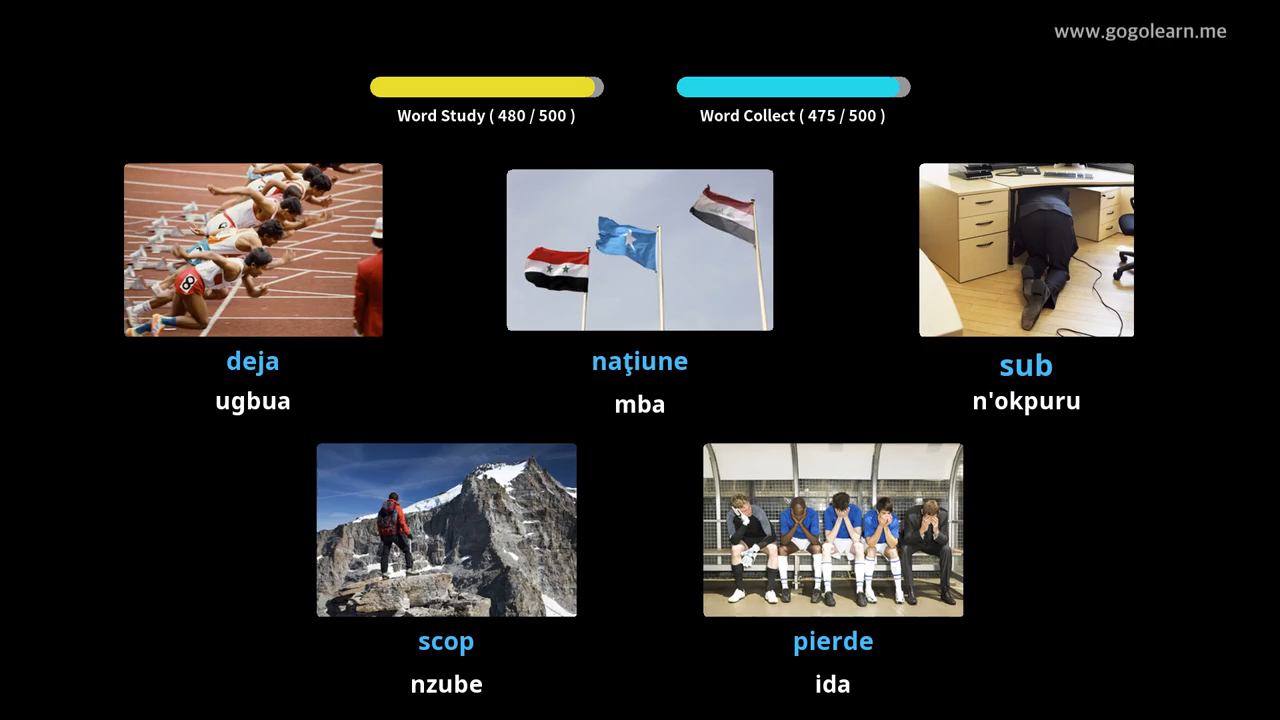 www.gogolearn.me
Word Study ( 480 / 500 )
Word Collect ( 475 / 500 )
8
deja
ugbua
naţiune
mba
sub
n'okpuru
scop
nzube
pierde
ida